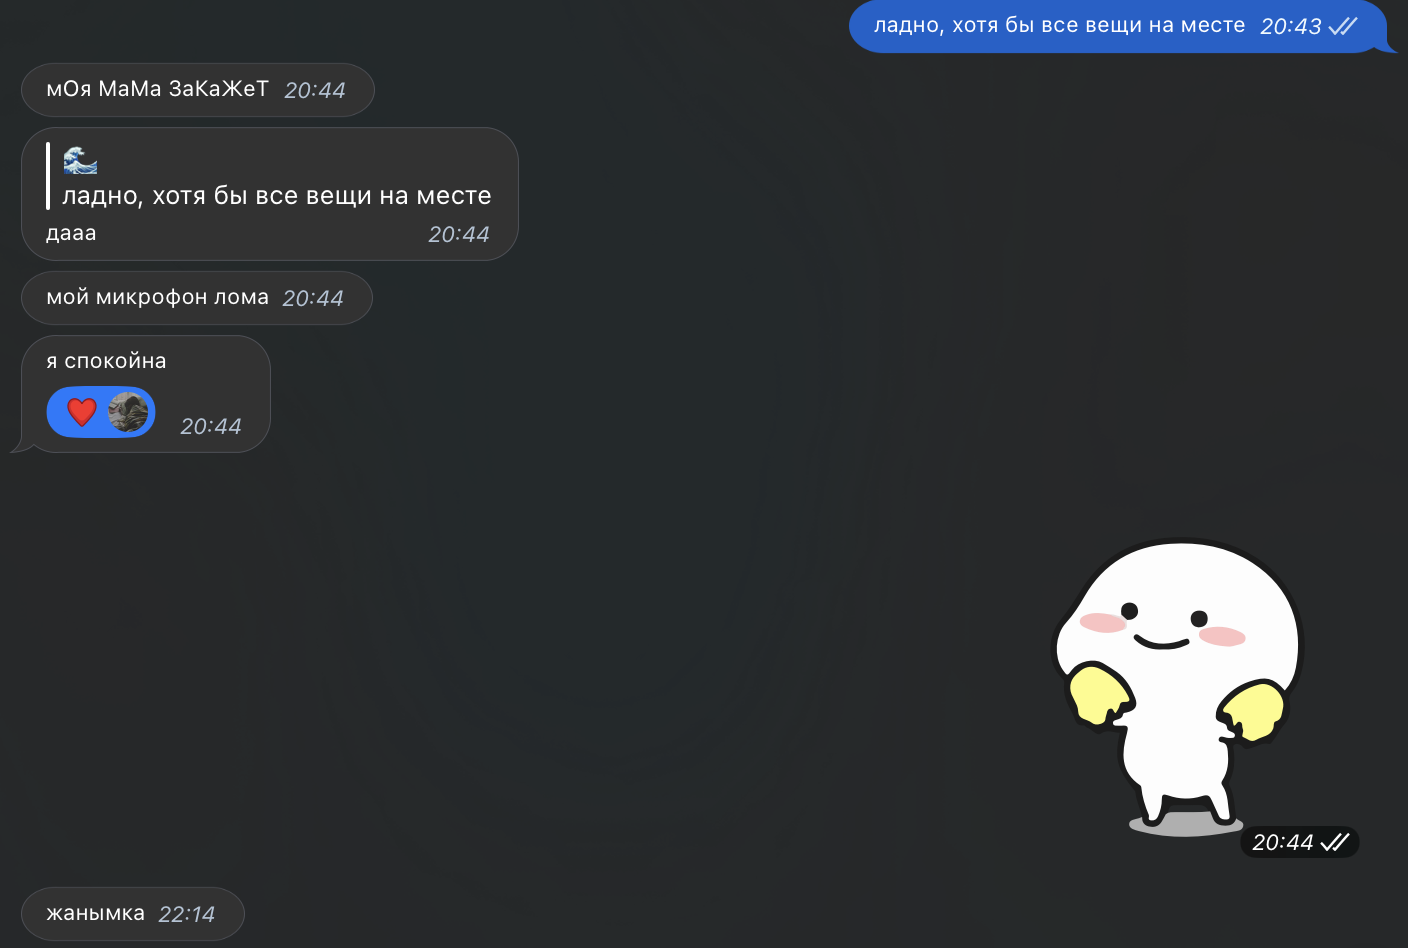 ладно, хотя бы все вещи на месте 20:43
мОя МаМа ЗаКаЖеТ 20:44
🌊
ладно, хотя бы все вещи на месте
дааа 20:44
мой микрофон лома 20:44
я спокойна
❤️ 20:44
20:44
жанымка 22:14